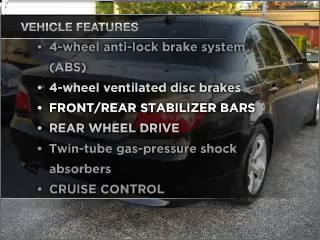 VEHICLE FEATURES
• 4-wheel anti-lock brake system
(ABS)
• 4-wheel ventilated disc brakes
• FRONT/REAR STABILIZER BARS
• REAR WHEEL DRIVE
• Twin-tube gas-pressure shock
absorbers
• CRUISE CONTROL